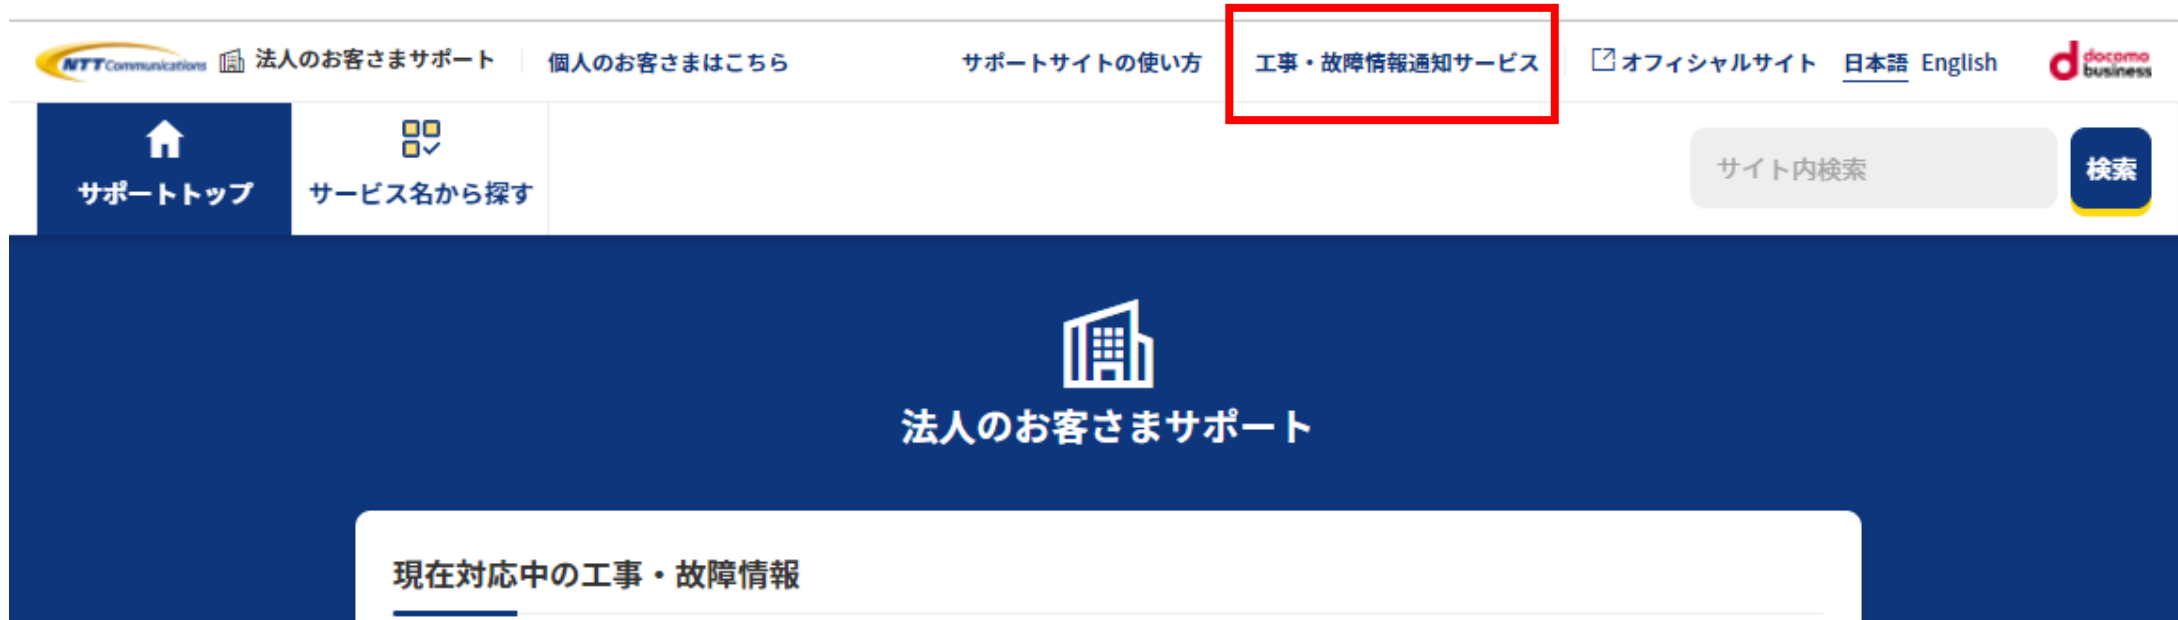 NTT Communications 法人のお客さまサポート 個人のお客さまはこちら サポートサイトの使い方 工事・故障情報通知サービス オフィシャルサイト 日本語 English docomo business
サポートトップ サービス名から探す サイト内検索 検索
法人のお客さまサポート
現在対応中の工事・故障情報